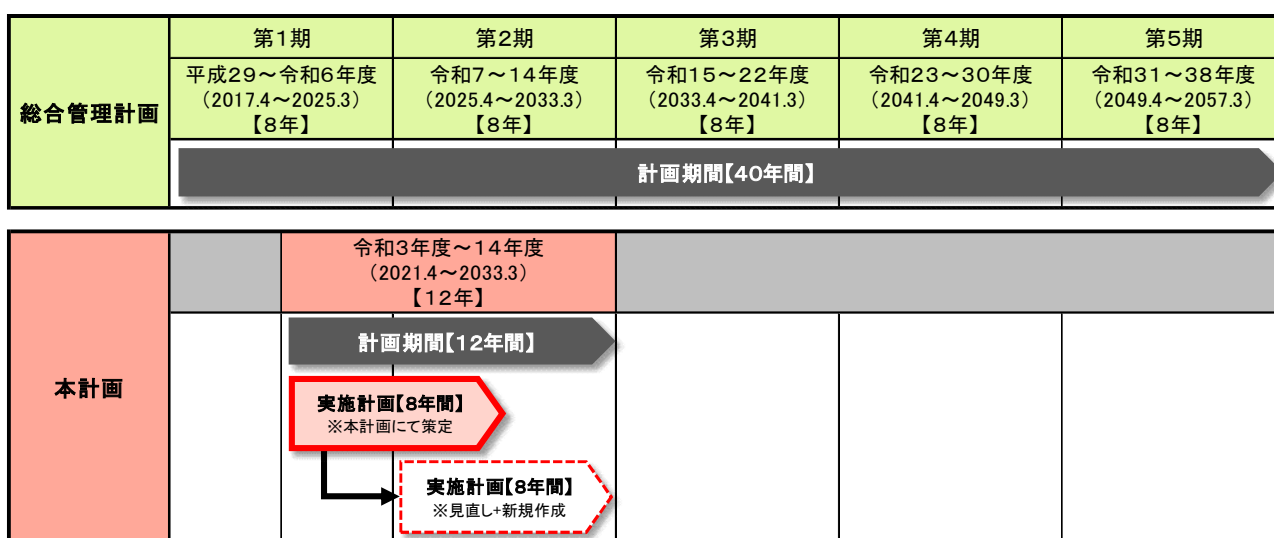 総合管理計画
第1期
第2期
第3期
第4期
第5期
平成29～令和6年度
（2017.4～2025.3）
【8年】
令和7～14年度
（2025.4～2033.3）
【8年】
令和15～22年度
（2033.4～2041.3）
【8年】
令和23～30年度
（2041.4～2049.3）
【8年】
令和31～38年度
（2049.4～2057.3）
【8年】
計画期間【40年間】
本計画
令和3年度～14年度
（2021.4～2033.3）
【12年】
計画期間【12年間】
実施計画【8年間】
※本計画にて策定
実施計画【8年間】
※見直し+新規作成